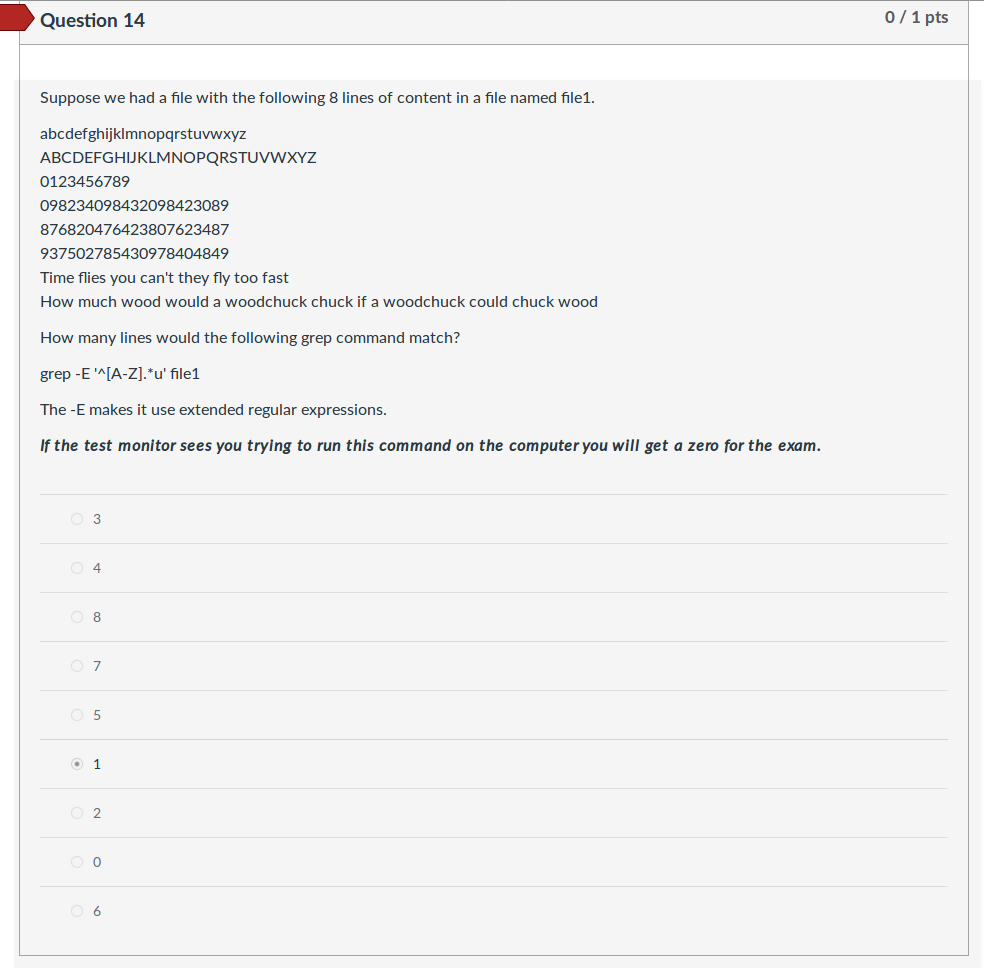 Question 14
0 / 1 pts
Suppose we had a file with the following 8 lines of content in a file named file1.
abcdefghijklmnopqrstuvwxyz
ABCDEFGHIJKLMNOPQRSTUVWXYZ
0123456789
098234098432098423089
876820476423807623487
937502785430978404849
Time flies you can't they fly too fast
How much wood would a woodchuck chuck if a woodchuck could chuck wood
How many lines would the following grep command match?
grep -E '^[A-Z].*u' file1
The -E makes it use extended regular expressions.
If the test monitor sees you trying to run this command on the computer you will get a zero for the exam.
3
4
8
7
5
1
2
0
6